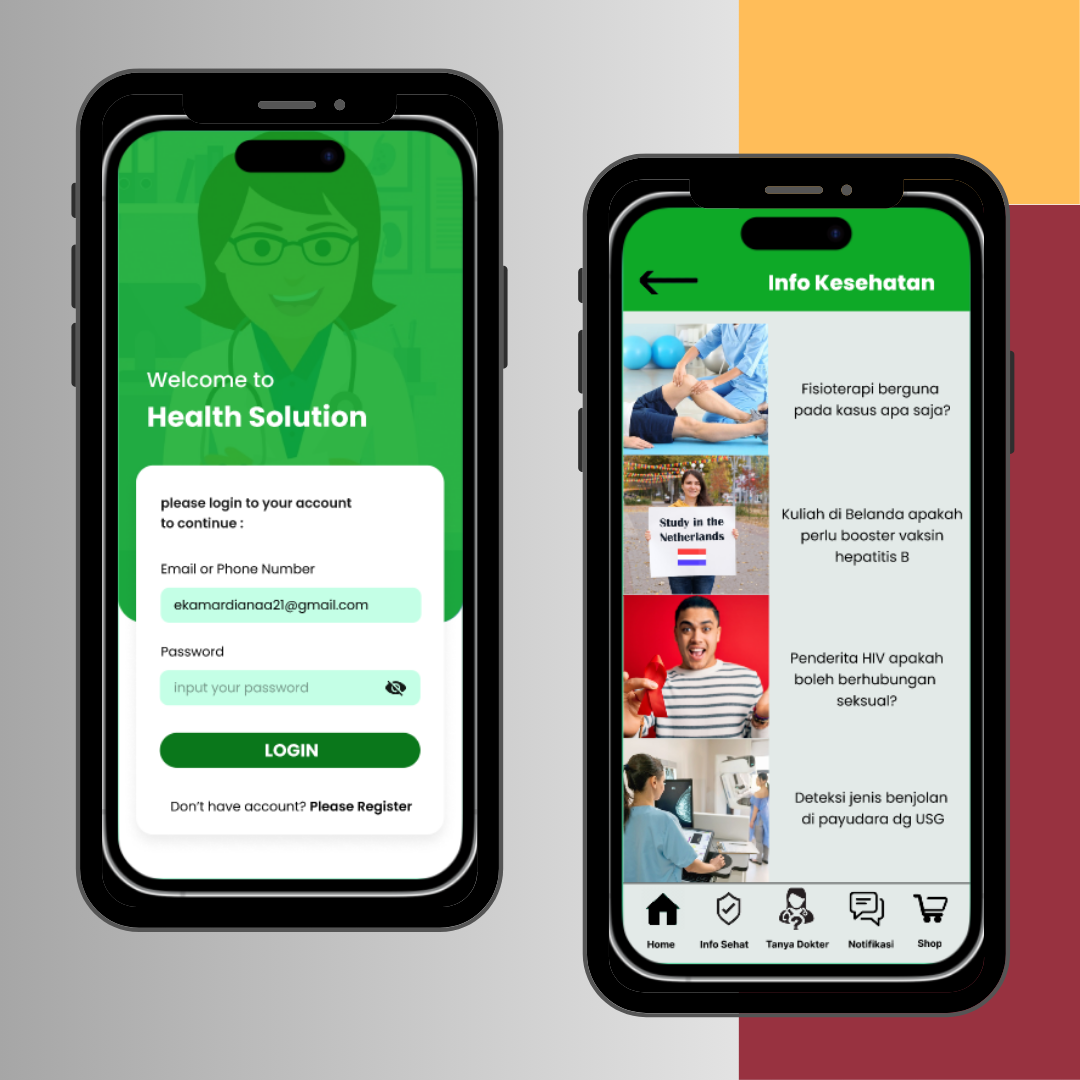 Welcome to
Health Solution
please login to your account
to continue :
Email or Phone Number
ekamardianaa21@gmail.com
Password
input your password
LOGIN
Don't have account? Please Register
Info Kesehatan
Fisioterapi berguna
pada kasus apa saja?
Study in the
Netherlands
Kuliah di Belanda apakah
perlu booster vaksin
hepatitis B
Penderita HIV apakah
boleh berhubungan
seksual?
Deteksi jenis benjolan
di payudara dg USG
Home
Info Sehat
Tanya Dokter
Notifikasi
Shop